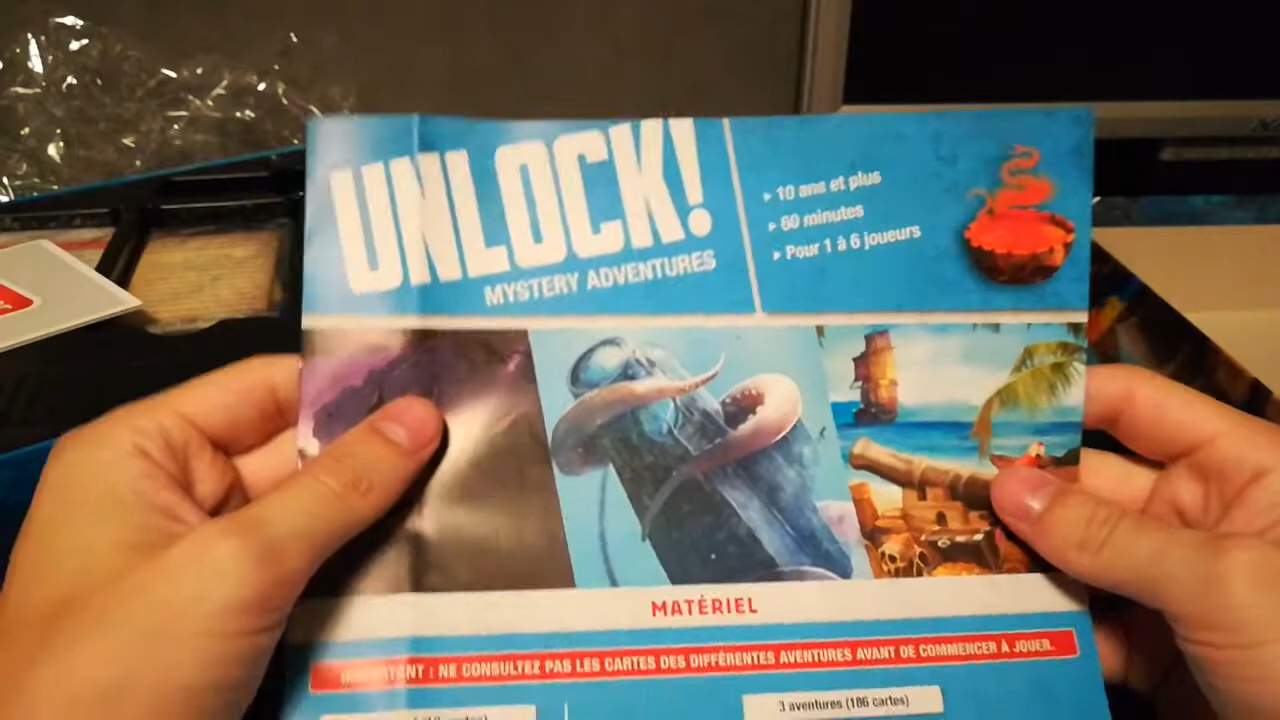 UNLOCK!
MYSTERY ADVENTURES
10 ans et plus
60 minutes
Pour 1 à 6 joueurs
MATÉRIEL
IMPORTANT : NE CONSULTEZ PAS LES CARTES DES DIFFÉRENTES AVENTURES AVANT DE COMMENCER À JOUER.
3 aventures (186 cartes)